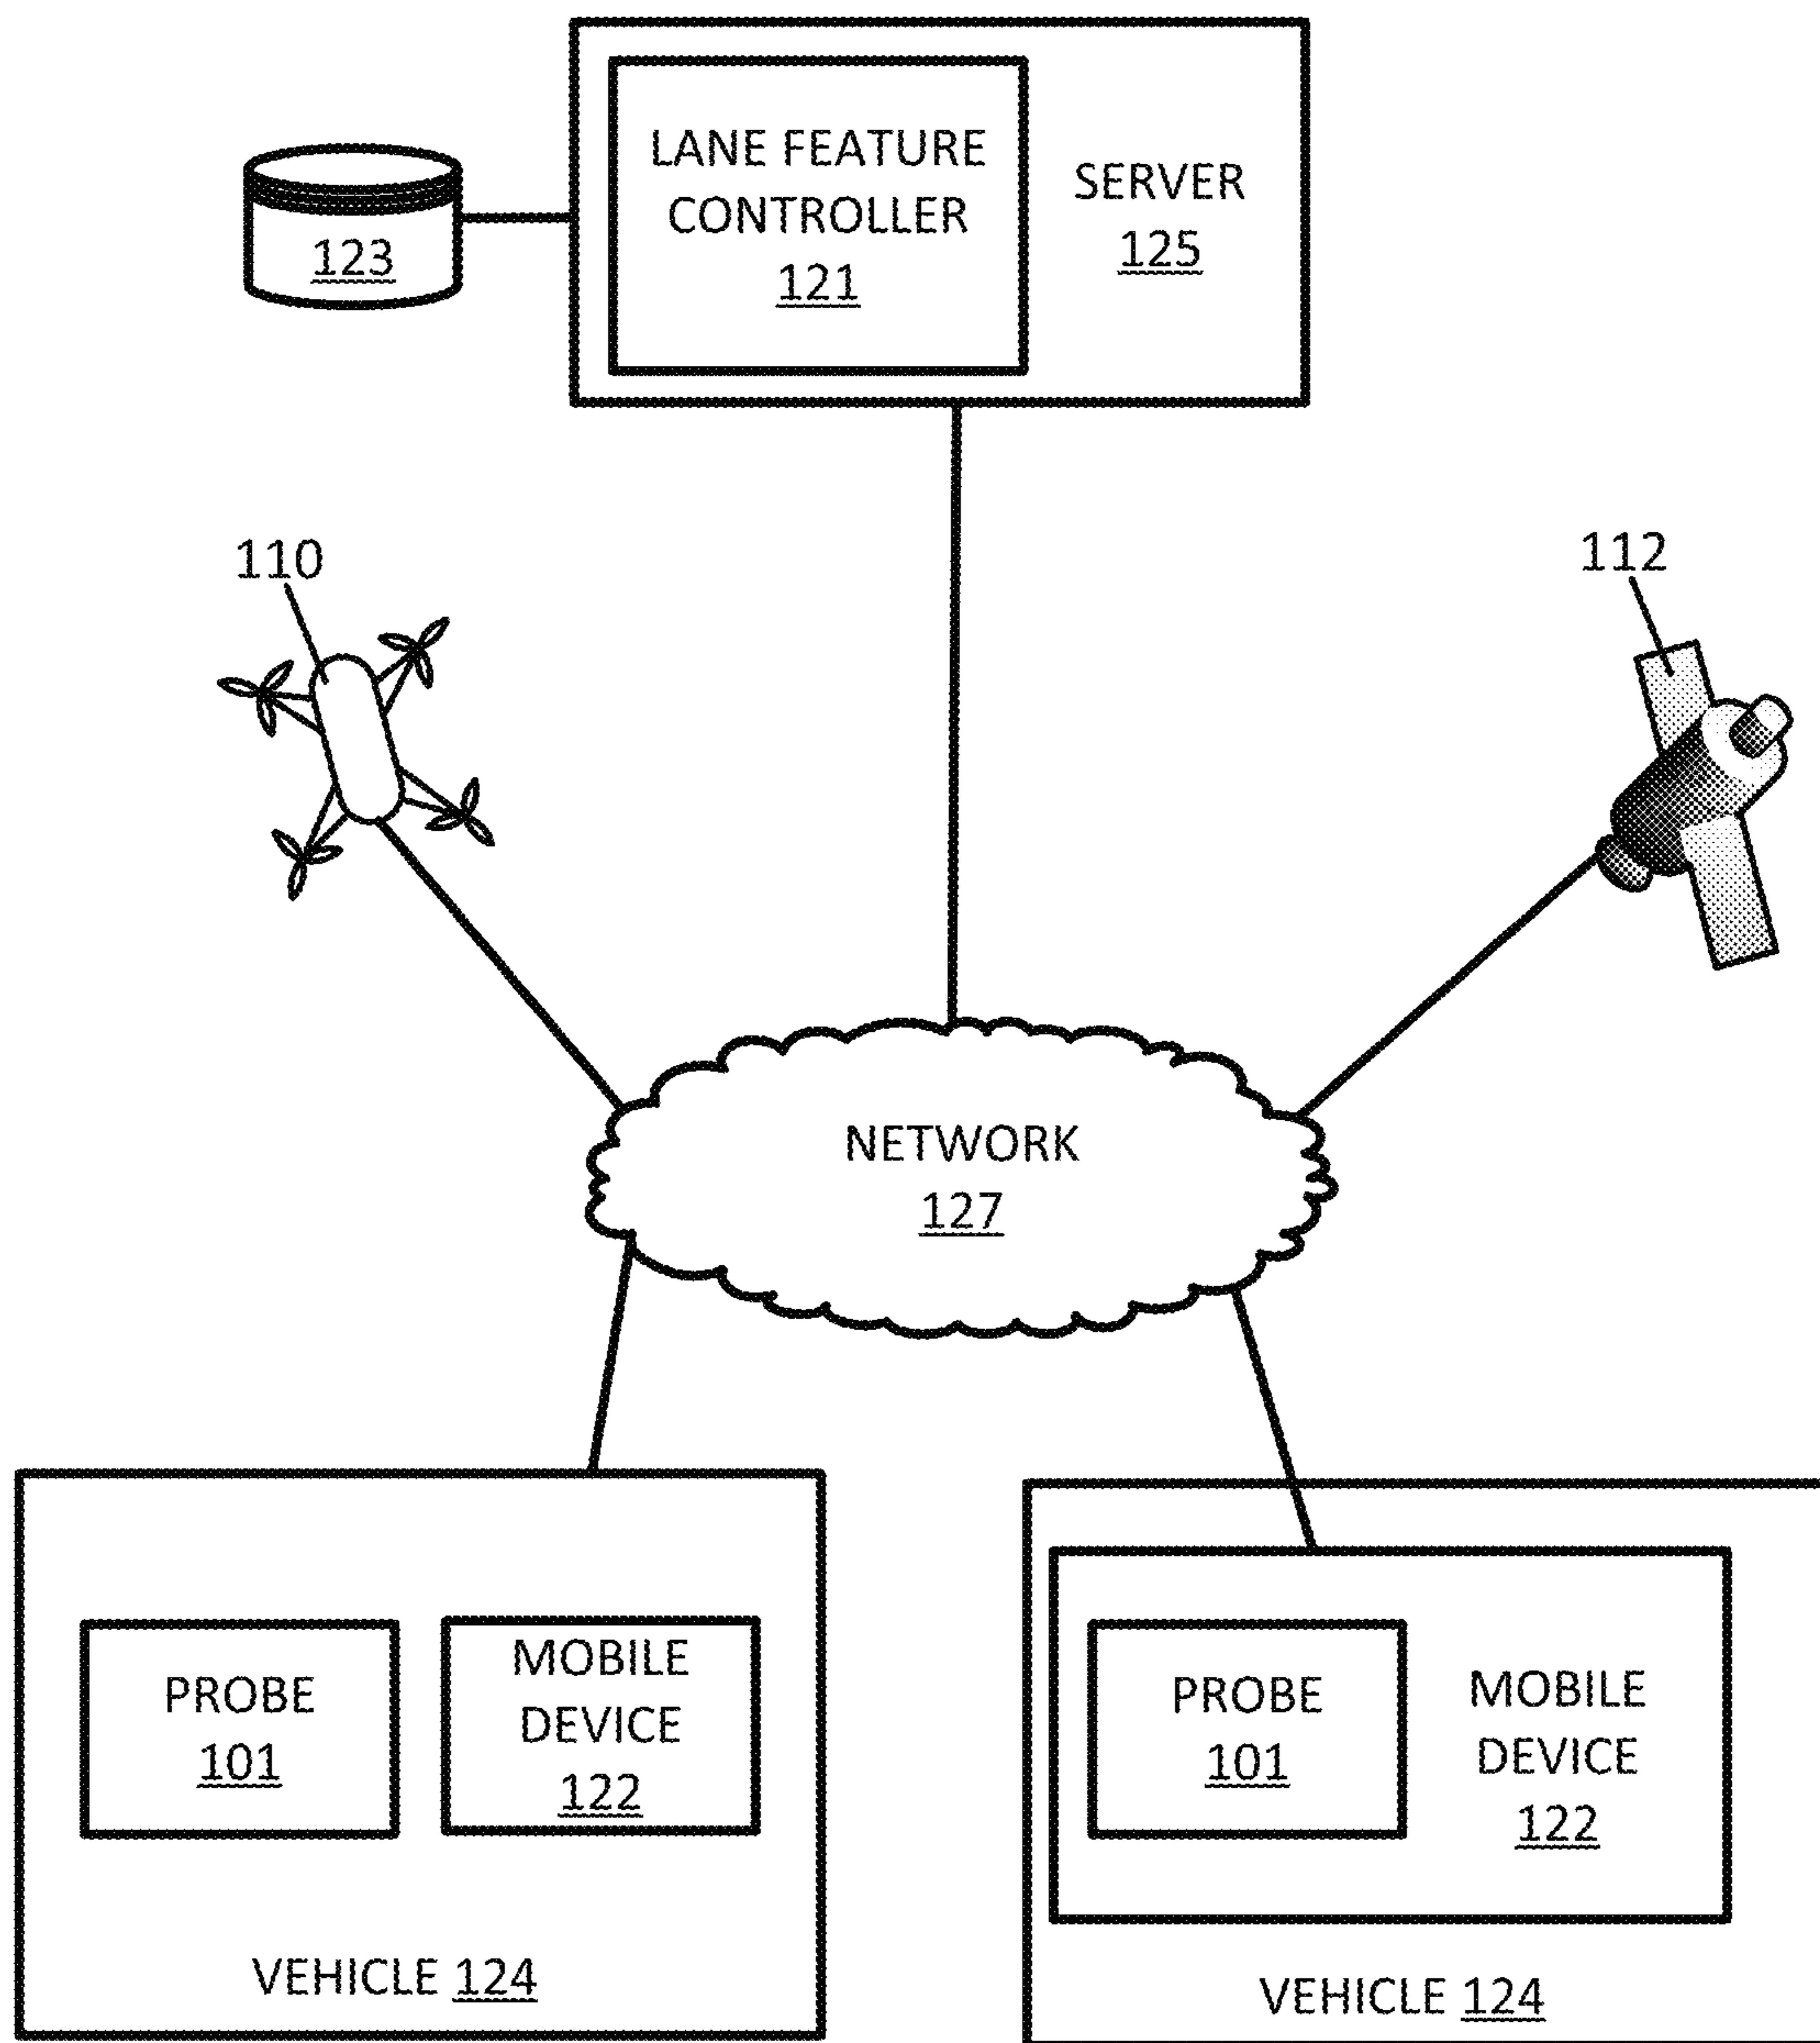 LANE FEATURE
CONTROLLER
121
SERVER
125
123
110
112
NETWORK
127
PROBE
101
MOBILE
DEVICE
122
VEHICLE 124
PROBE
101
MOBILE
DEVICE
122
VEHICLE 124